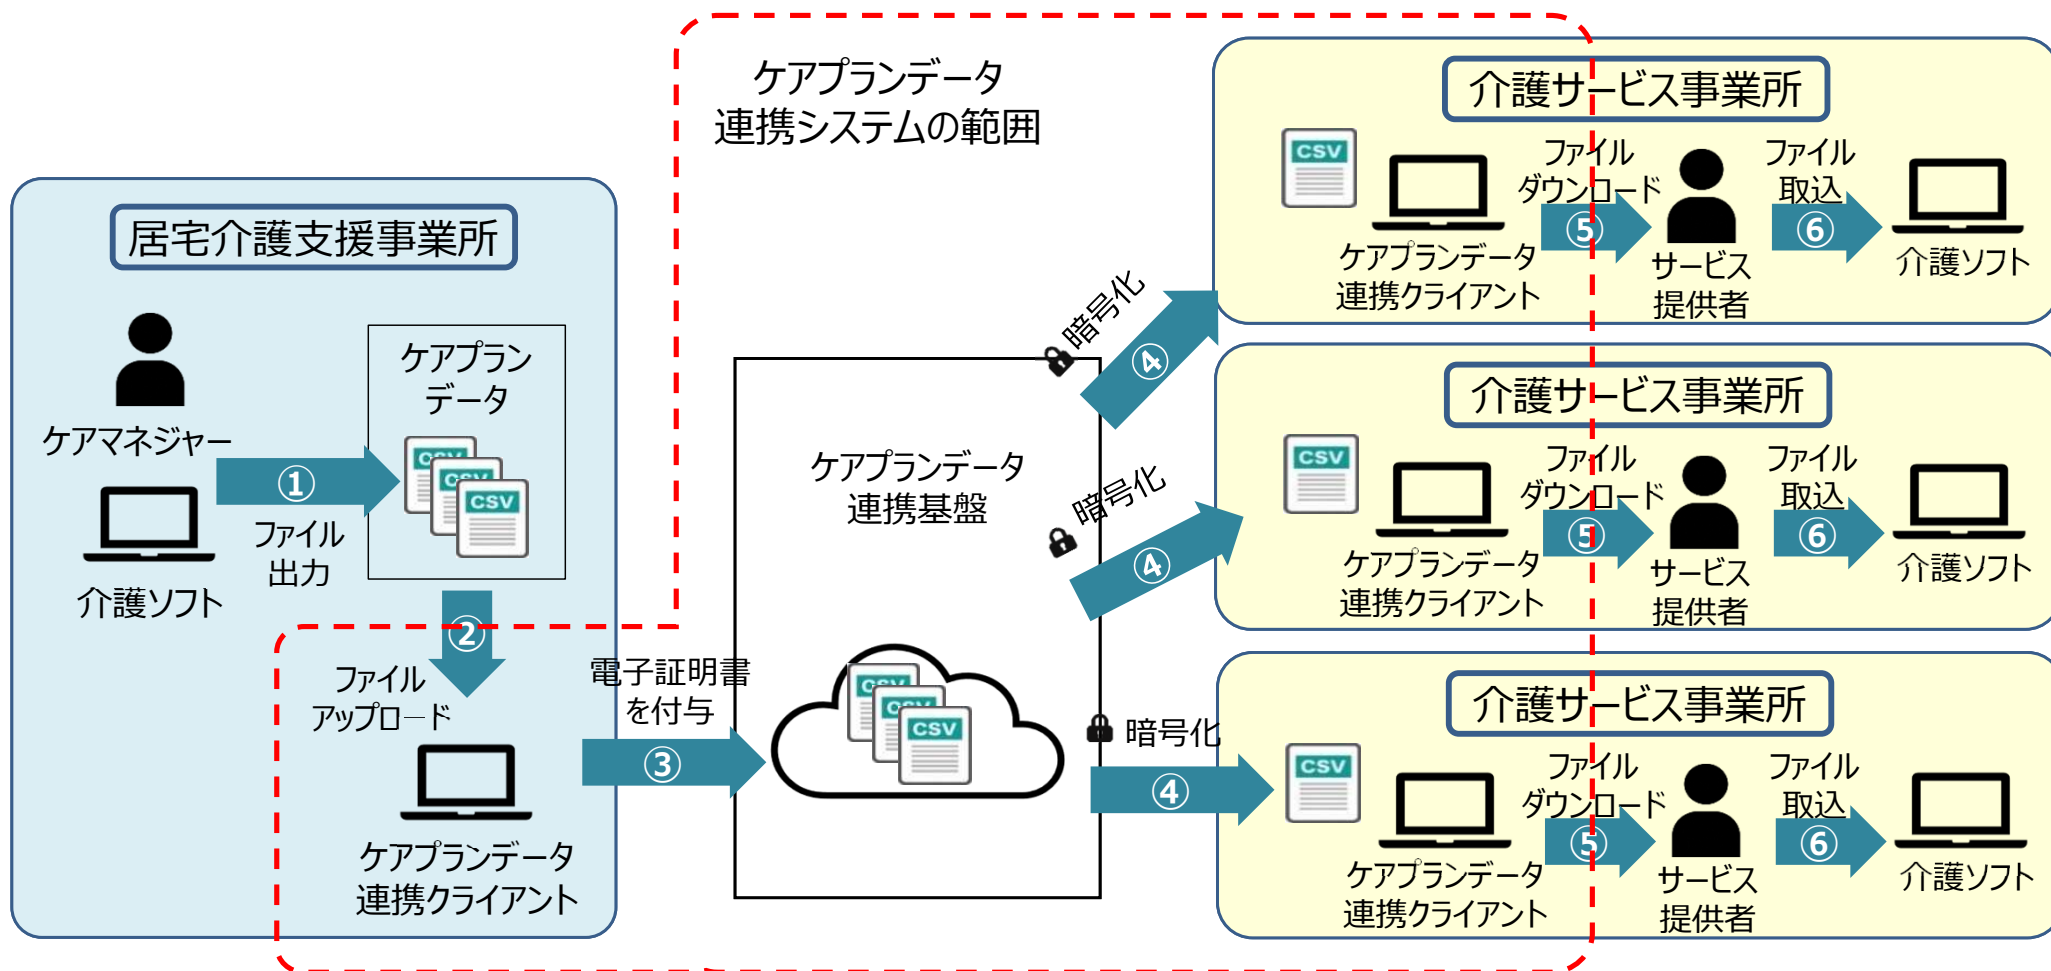 ケアプランデータ
連携システムの範囲
居宅介護支援事業所
ケアマネジャー
介護ソフト
①
ファイル
出力
ケアプラン
データ
CSV
CSV
CSV
②
ファイル
アップロード
ケアプランデータ
連携クライアント
電子証明書
を付与
③
ケアプランデータ
連携基盤
CSV
CSV
CSV
暗号化
④
暗号化
④
暗号化
④
介護サービス事業所
CSV
ケアプランデータ
連携クライアント
ファイル
ダウンロード
⑤
サービス
提供者
ファイル
取込
⑥
介護ソフト
介護サービス事業所
CSV
ケアプランデータ
連携クライアント
ファイル
ダウンロード
⑤
サービス
提供者
ファイル
取込
⑥
介護ソフト
介護サービス事業所
CSV
ケアプランデータ
連携クライアント
ファイル
ダウンロード
⑤
サービス
提供者
ファイル
取込
⑥
介護ソフト